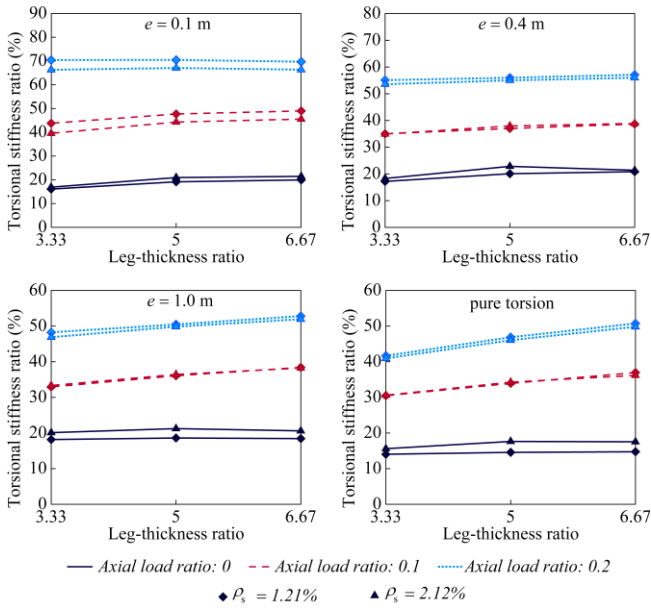 e = 0.1 m
Torsional stiffness ratio (%)
90
80
70
60
50
40
30
20
10
0
3.33
5
6.67
Leg-thickness ratio
e = 0.4 m
Torsional stiffness ratio (%)
80
70
60
50
40
30
20
10
0
3.33
5
6.67
Leg-thickness ratio
e = 1.0 m
Torsional stiffness ratio (%)
60
50
40
30
20
10
0
3.33
5
6.67
Leg-thickness ratio
pure torsion
Torsional stiffness ratio (%)
60
50
40
30
20
10
0
3.33
5
6.67
Leg-thickness ratio
Axial load ratio: 0
Axial load ratio: 0.1
Axial load ratio: 0.2
ρs = 1.21%
ρs = 2.12%